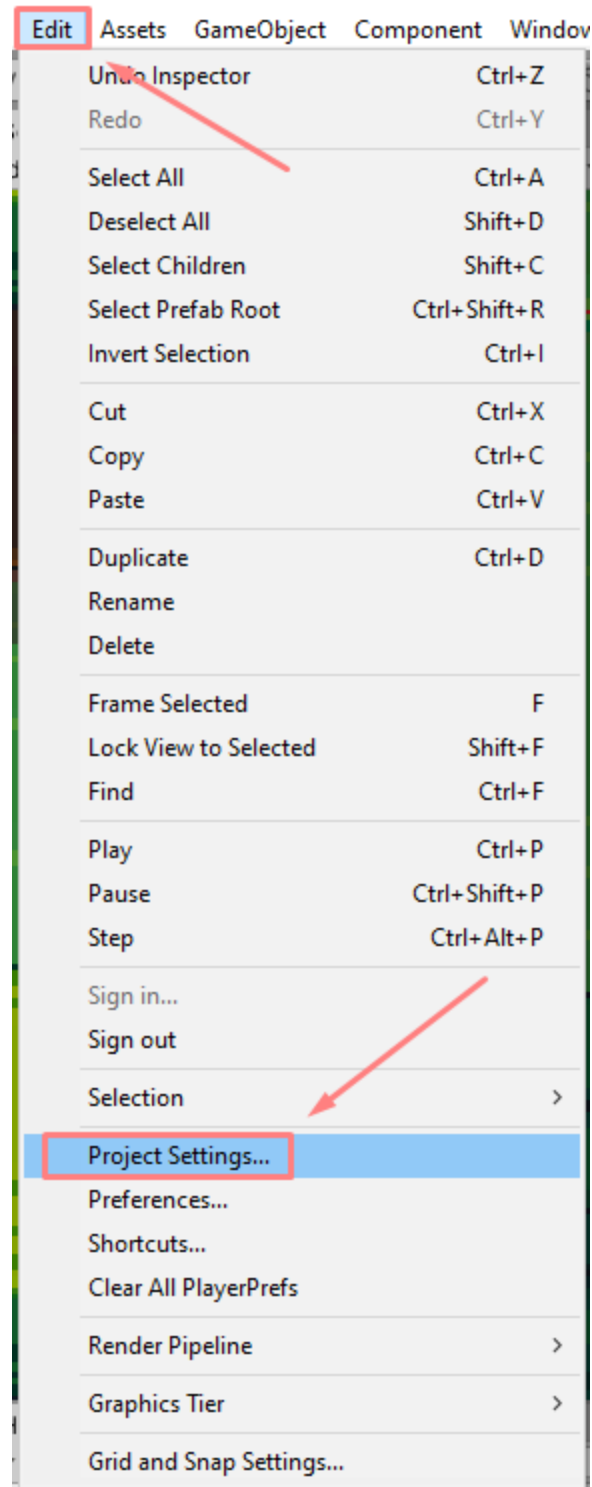 Edit Assets GameObject Component Window
Undo Inspector Ctrl+Z
Redo Ctrl+Y
Select All Ctrl+A
Deselect All Shift+D
Select Children Shift+C
Select Prefab Root Ctrl+Shift+R
Invert Selection Ctrl+I
Cut Ctrl+X
Copy Ctrl+C
Paste Ctrl+V
Duplicate Ctrl+D
Rename
Delete
Frame Selected F
Lock View to Selected Shift+F
Find Ctrl+F
Play Ctrl+P
Pause Ctrl+Shift+P
Step Ctrl+Alt+P
Sign in...
Sign out
Selection >
Project Settings...
Preferences...
Shortcuts...
Clear All PlayerPrefs
Render Pipeline >
Graphics Tier >
Grid and Snap Settings...